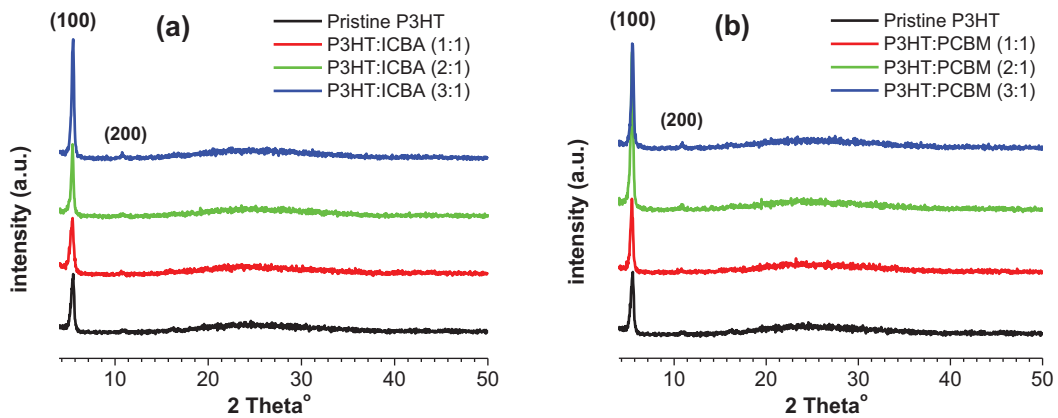 (100)
(a)
Pristine P3HT
P3HT:ICBA (1:1)
P3HT:ICBA (2:1)
P3HT:ICBA (3:1)
(200)
intensity (a.u.)
10
20
30
40
50
2 Theta°
(100)
(b)
Pristine P3HT
P3HT:PCBM (1:1)
P3HT:PCBM (2:1)
P3HT:PCBM (3:1)
(200)
intensity (a.u.)
10
20
30
40
50
2 Theta°